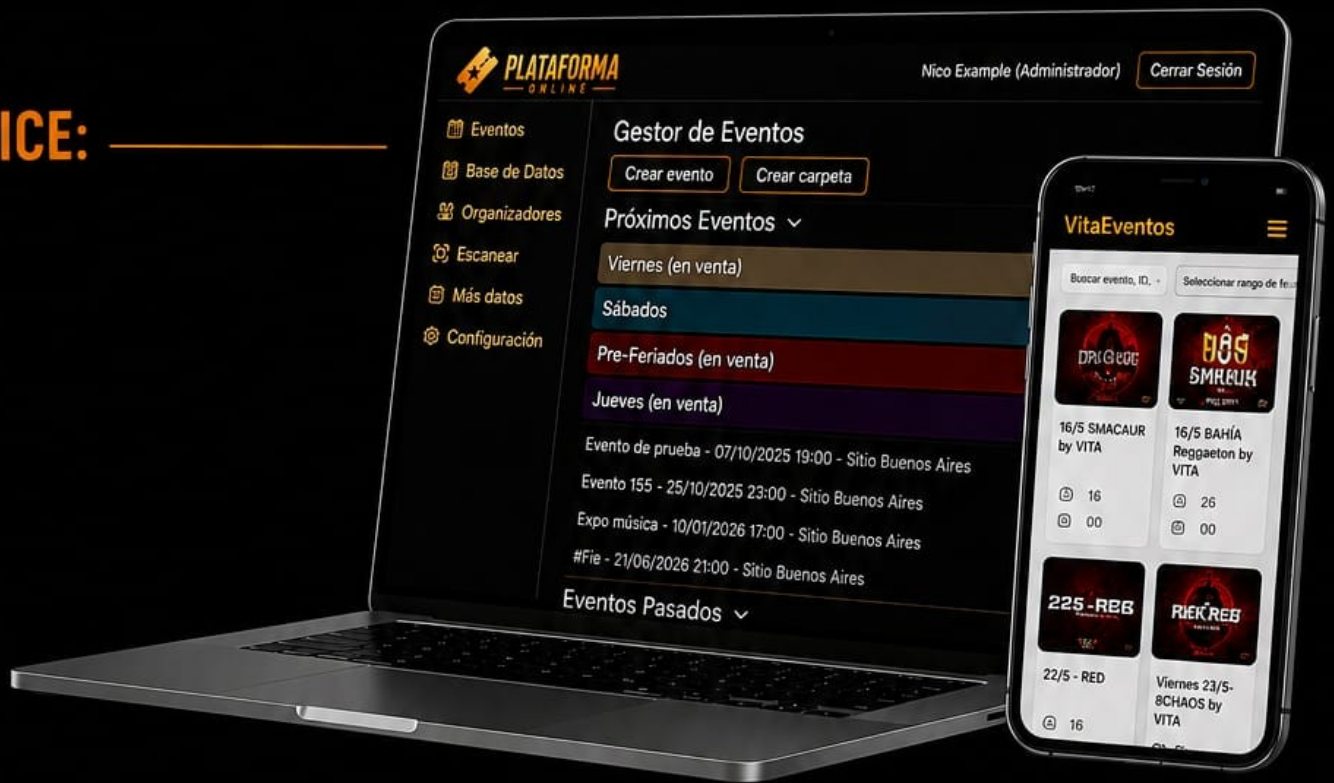 ICE:
PLATAFORMA
ONLINE
Nico Example (Administrador)
Cerrar Sesión
Eventos
Base de Datos
Organizadores
Escanear
Más datos
Configuración
Gestor de Eventos
Crear evento
Crear carpeta
Próximos Eventos
Viernes (en venta)
Sábados
Pre-Feriados (en venta)
Jueves (en venta)
Evento de prueba - 07/10/2025 19:00 - Sitio Buenos Aires
Evento 155 - 25/10/2025 23:00 - Sitio Buenos Aires
Expo música - 10/01/2026 17:00 - Sitio Buenos Aires
#Fie - 21/06/2026 21:00 - Sitio Buenos Aires
Eventos Pasados
VitaEventos
Buscar evento, ID,
Seleccionar rango de
16/5 SMACAUR
by VITA
16
00
16/5 BAHÍA
Reggaeton by
VITA
26
00
225-RBB
22/5 - RED
16
Viernes 23/5-
8CHAOS by
VITA